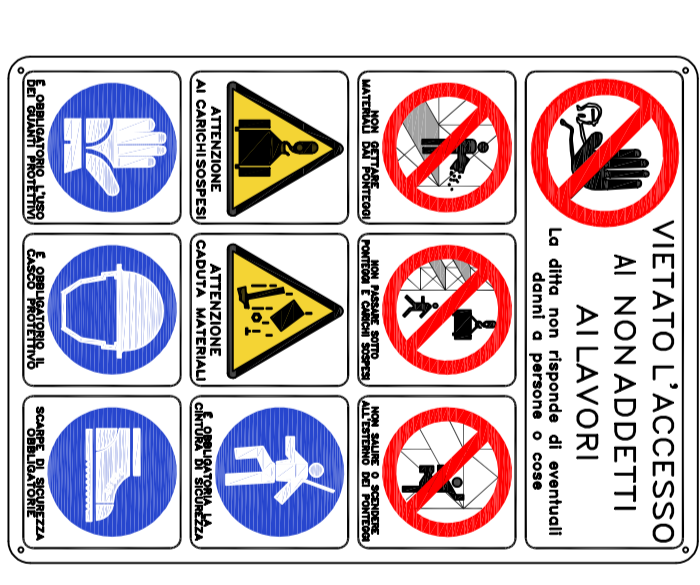 VIETATO L'ACCESSO
AI NON ADDETTI
AI LAVORI
La ditta non risponde di eventuali
danni a persone o cose
NON GETTARE
MATERIALI DAI PONTEGGI
NON PASSARE SOTTO
PONTEGGI E CARICHI SOSPESI
NON SALIRE O SCENDERE
ALL'ESTERNO DEI PONTEGGI
ATTENZIONE
AI CARICHI SOSPESI
ATTENZIONE
CADUTA MATERIALI
É OBBLIGATORIA LA
CINTURA DI SICUREZZA
É OBBLIGATORIO L'USO
DEI GUANTI PROTETTIVI
É OBBLIGATORIO IL
CASCO PROTETTIVO
SCARPE DI SICUREZZA
OBBLIGATORIE